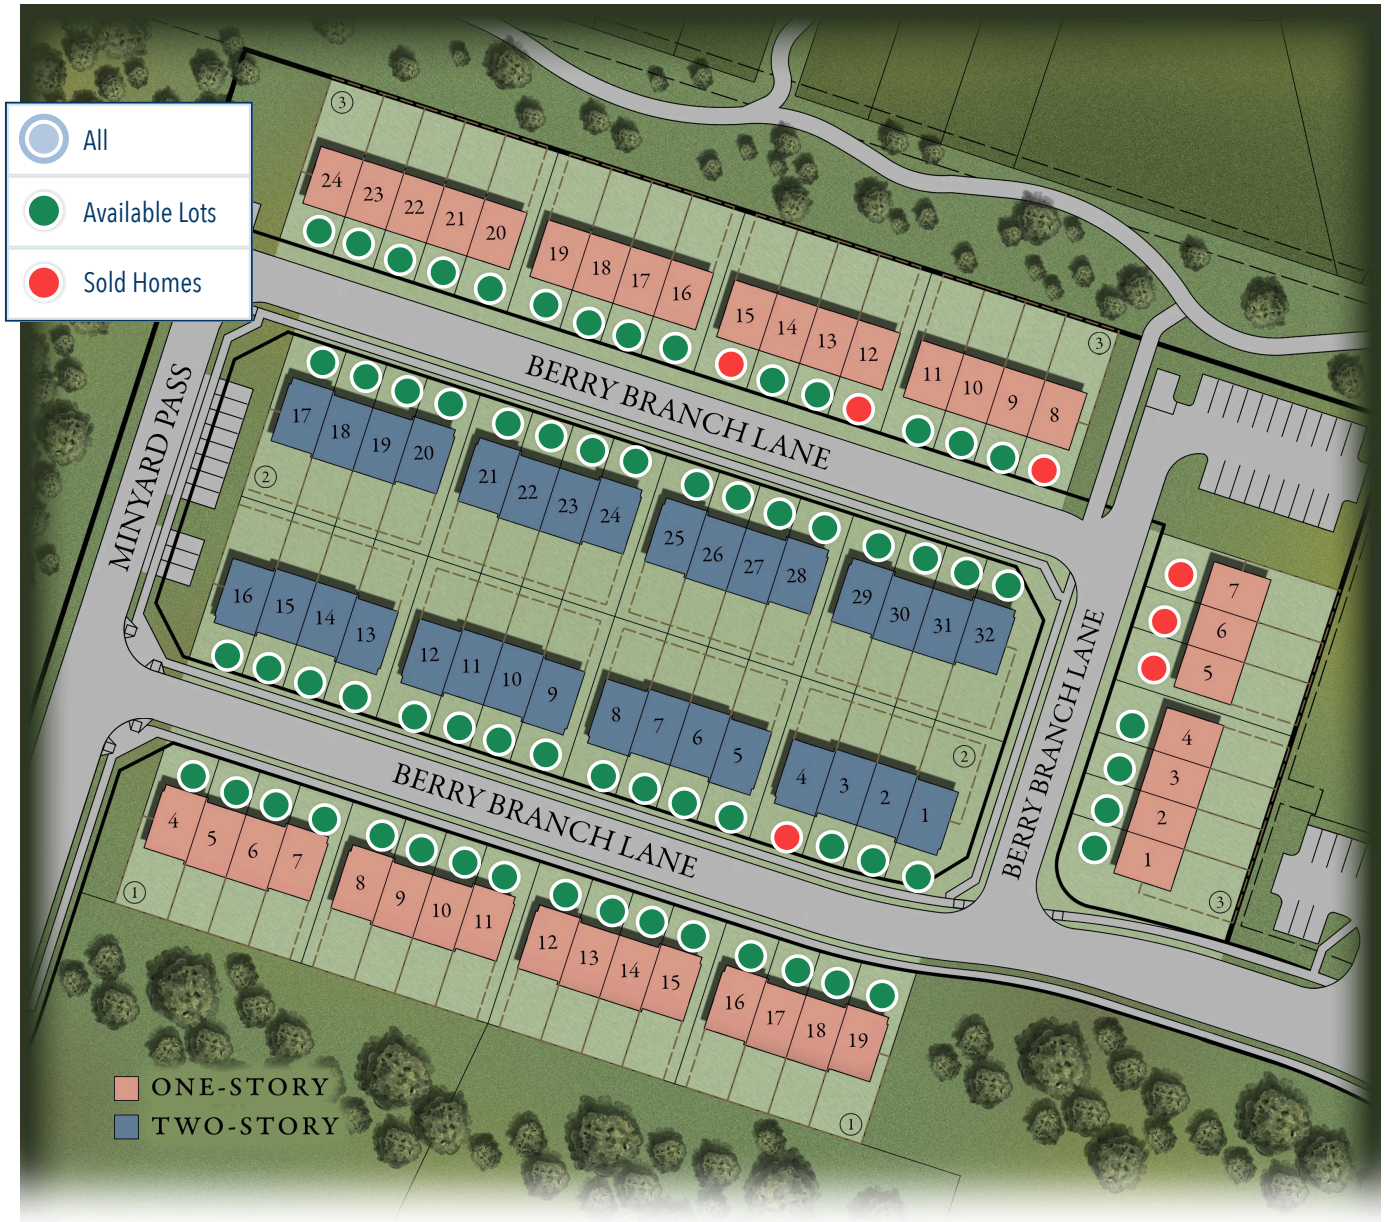 All
Available Lots
Sold Homes
3
24 23 22 21 20
19 18 17 16
15 14 13 12
3
11 10 9 8
BERRY BRANCH LANE
MINYARD PASS
17 18 19 20
21 22 23 24
25 26 27 28
29 30 31 32
2
16 15 14 13
12 11 10 9
8 7 6 5
4 3 2 1
2
7
6
5
4
3
2
1
3
BERRY BRANCH LANE
BERRY BRANCH LANE
4 5 6 7
8 9 10 11
12 13 14 15
16 17 18 19
1
1
ONE-STORY
TWO-STORY